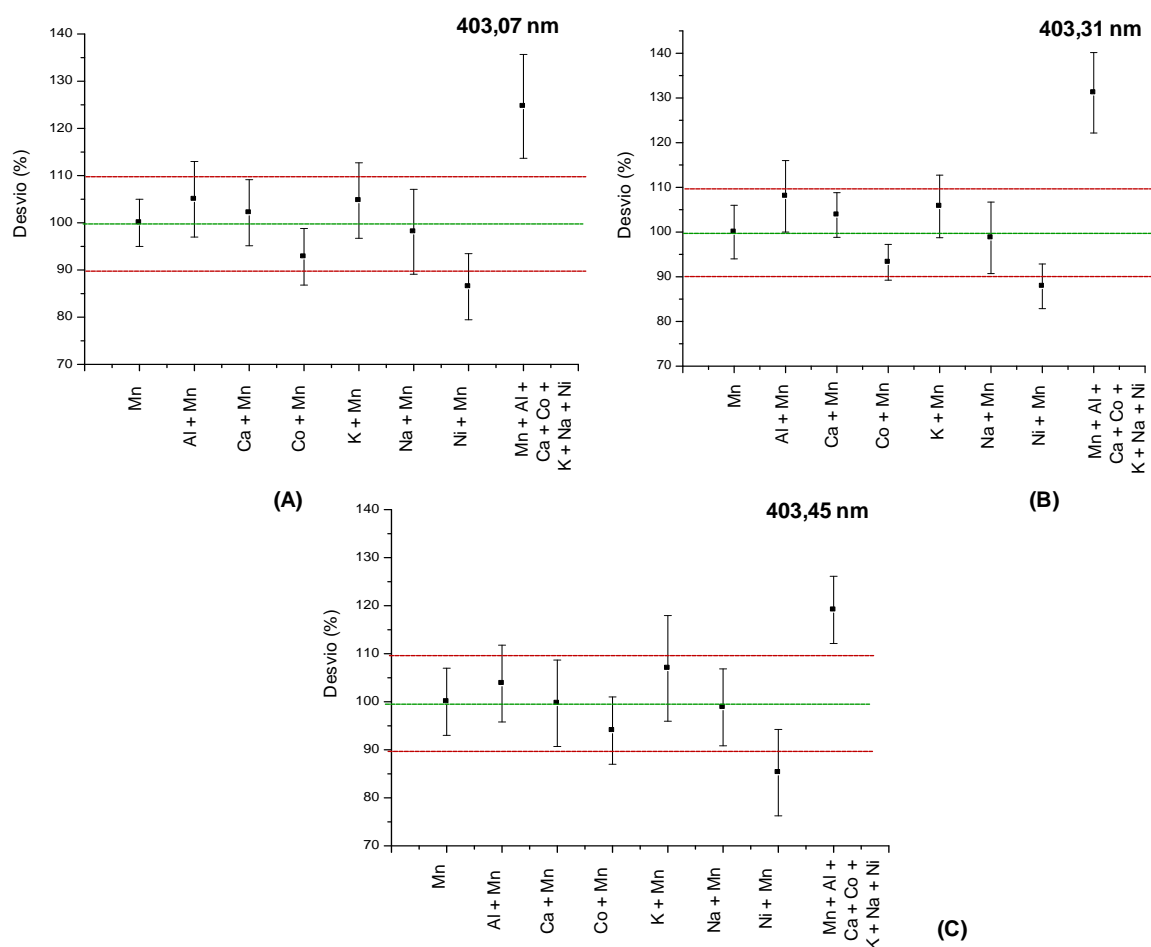 403,07 nm
140
130
120
110
100
90
80
70
Desvio (%)
Mn
Al + Mn
Ca + Mn
Co + Mn
K + Mn
Na + Mn
Ni + Mn
Mn + Al +
Ca + Co +
K + Na + Ni
(A)
403,31 nm
140
130
120
110
100
90
80
70
Desvio (%)
Mn
Al + Mn
Ca + Mn
Co + Mn
K + Mn
Na + Mn
Ni + Mn
Mn + Al +
Ca + Co +
K + Na + Ni
(B)
403,45 nm
140
130
120
110
100
90
80
70
Desvio (%)
Mn
Al + Mn
Ca + Mn
Co + Mn
K + Mn
Na + Mn
Ni + Mn
Mn + Al +
Ca + Co +
K + Na + Ni
(C)